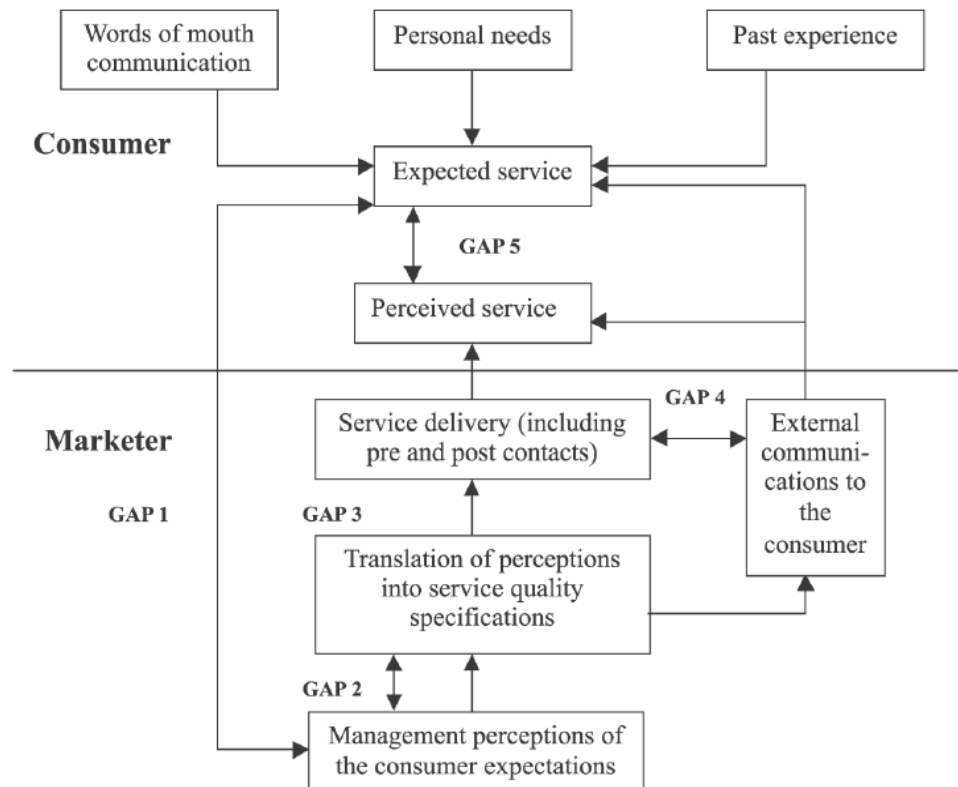 Words of mouth
communication
Personal needs
Past experience
Consumer
Expected service
GAP 5
Perceived service
GAP 4
Marketer
Service delivery (including
pre and post contacts)
External
communi-
cations to
the
consumer
GAP 1
GAP 3
Translation of perceptions
into service quality
specifications
GAP 2
Management perceptions of
the consumer expectations